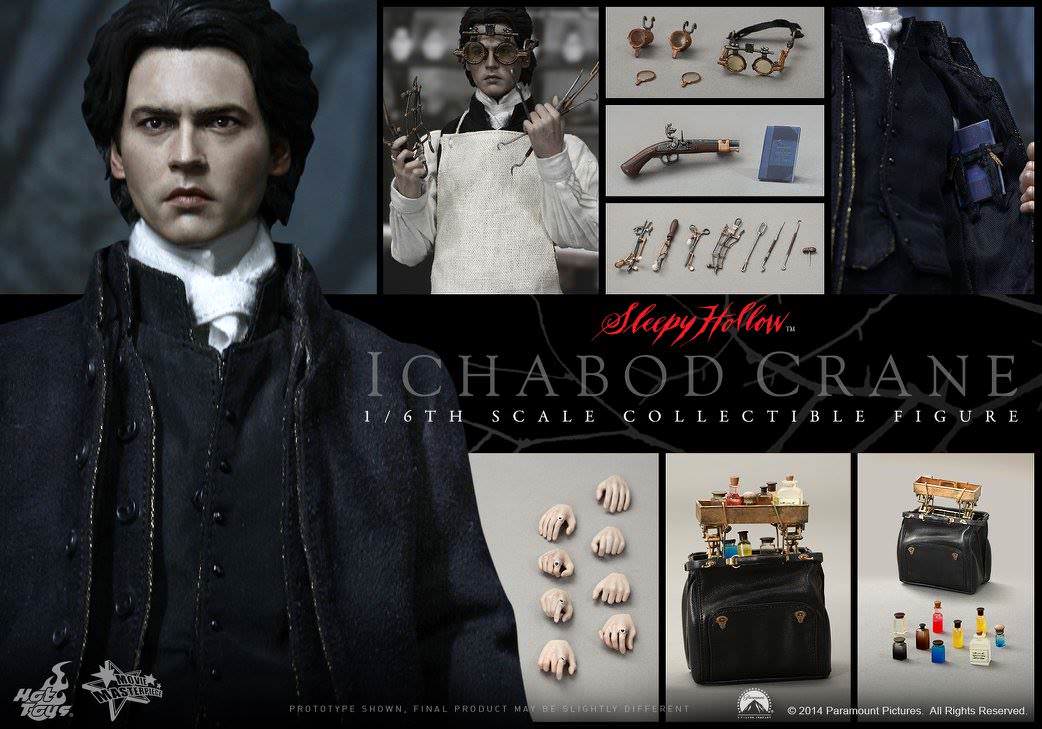 Sleepy Hollow™
ICHABOD CRANE
1/6TH SCALE COLLECTIBLE FIGURE
Hot Toys
MOVIE MASTERPIECE
PROTOTYPE SHOWN, FINAL PRODUCT MAY BE SLIGHTLY DIFFERENT
Paramount
© 2014 Paramount Pictures. All Rights Reserved.